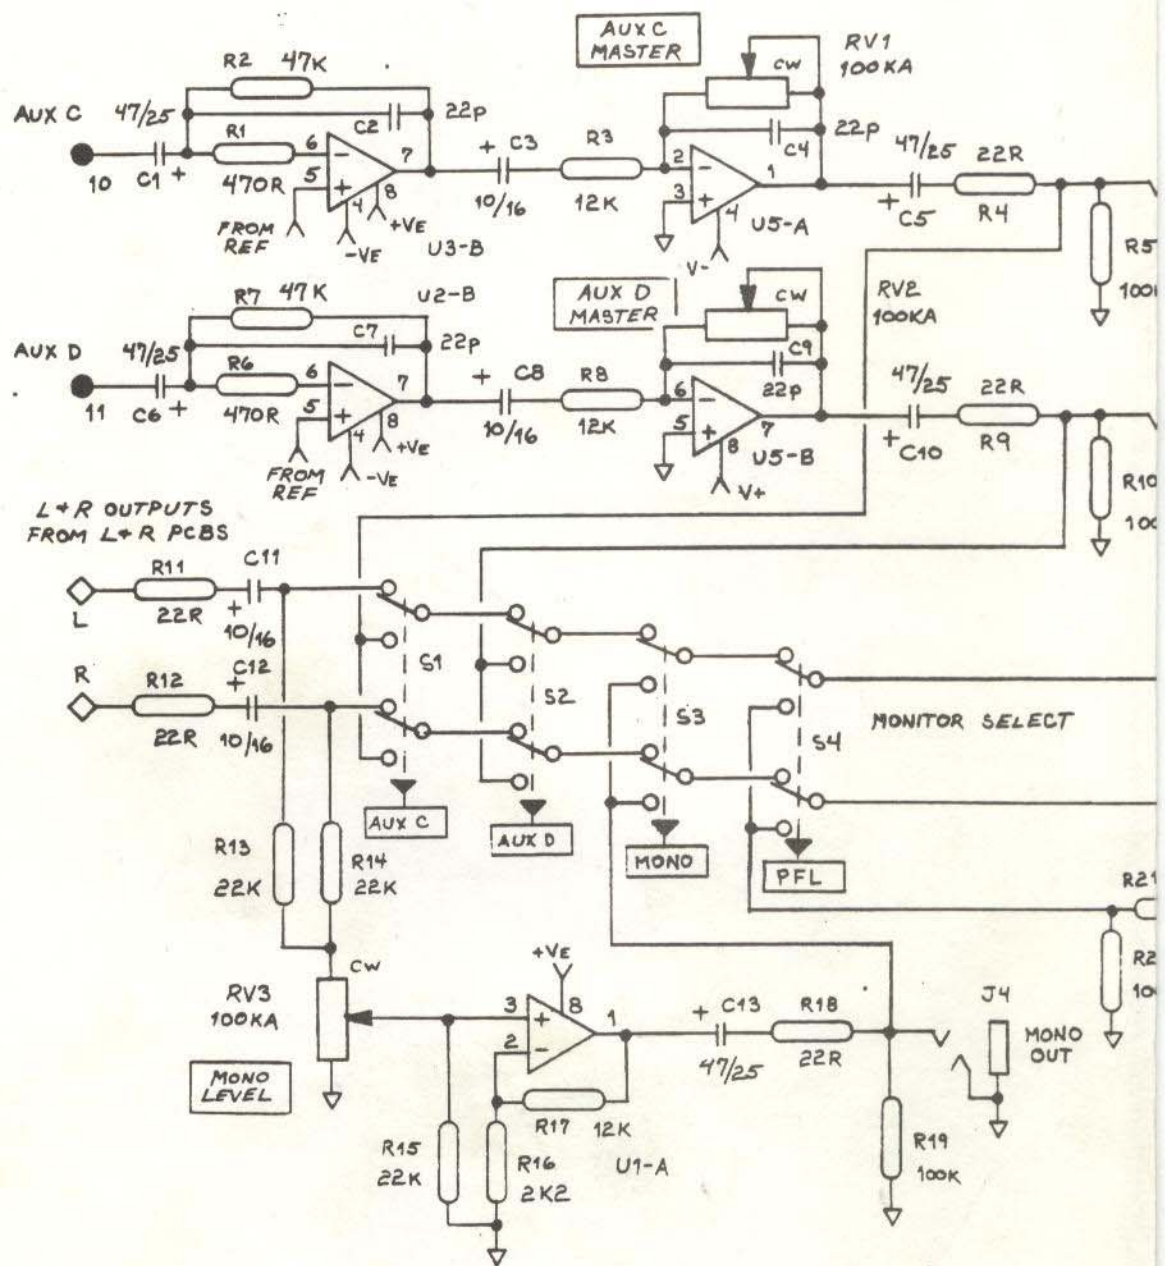 AUX C
MASTER
RV1
100KA
R2 47K
CW
AUX C
47/25
C2
22p
C4
22p
R1
6
7
+ C3
R3
2
1
47/25
22R
10
C1 +
470R
5
4
8
10/16
12K
3
4
+ C5
R4
FROM
REF
-VE
+VE
U3-B
U5-A
V-
R5
100
R7 47K
U2-B
AUX D
MASTER
CW
RV2
100KA
AUX D
47/25
C7
22p
C9
22p
R6
6
7
+ C8
R8
6
7
47/25
22R
11
C6 +
470R
5
4
8
10/16
12K
5
8
+ C10
R9
FROM
REF
-VE
+VE
U5-B
V+
R10
100
L & R OUTPUTS
FROM L & R PCBS
R11
C11
L
22R
+
10/16
R
R12
+ C12
22R
10/16
S1
S2
S3
S4
MONITOR SELECT
AUX C
AUX D
MONO
PFL
R13
22K
R14
22K
R21
R2
10
CW
+VE
RV3
100KA
3
8
1
2
+ C13
R18
47/25
22R
J4
MONO
OUT
MONO
LEVEL
R17 12K
R15
22K
R16
2K2
U1-A
R19
100K